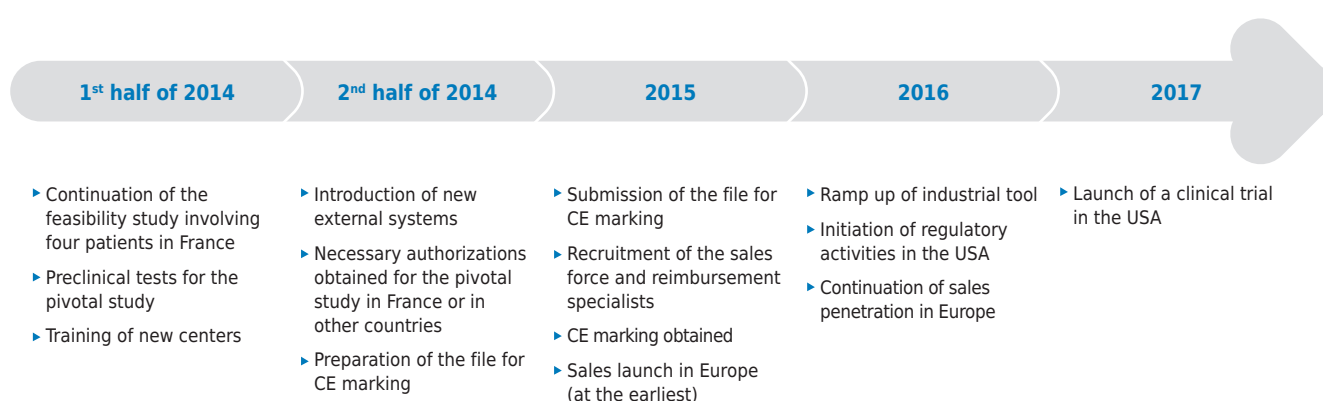 1st half of 2014
2nd half of 2014
2015
2016
2017
Continuation of the
feasibility study involving
four patients in France
Preclinical tests for the
pivotal study
Training of new centers
Introduction of new
external systems
Necessary authorizations
obtained for the pivotal
study in France or in
other countries
Preparation of the file for
CE marking
Submission of the file for
CE marking
Recruitment of the sales
force and reimbursement
specialists
CE marking obtained
Sales launch in Europe
(at the earliest)
Ramp up of industrial tool
Initiation of regulatory
activities in the USA
Continuation of sales
penetration in Europe
Launch of a clinical trial
in the USA